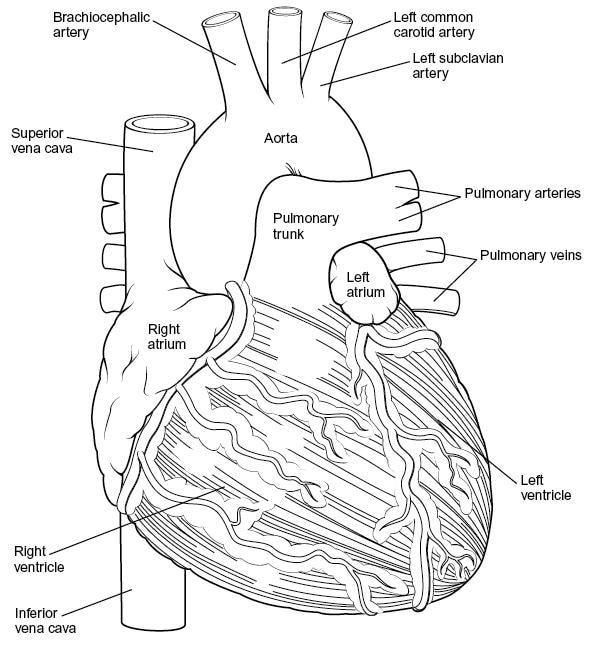 Brachiocephalic
artery
Left common
carotid artery
Left subclavian
artery
Superior
vena cava
Aorta
Pulmonary arteries
Pulmonary
trunk
Pulmonary veins
Left
atrium
Right
atrium
Left
ventricle
Right
ventricle
Inferior
vena cava